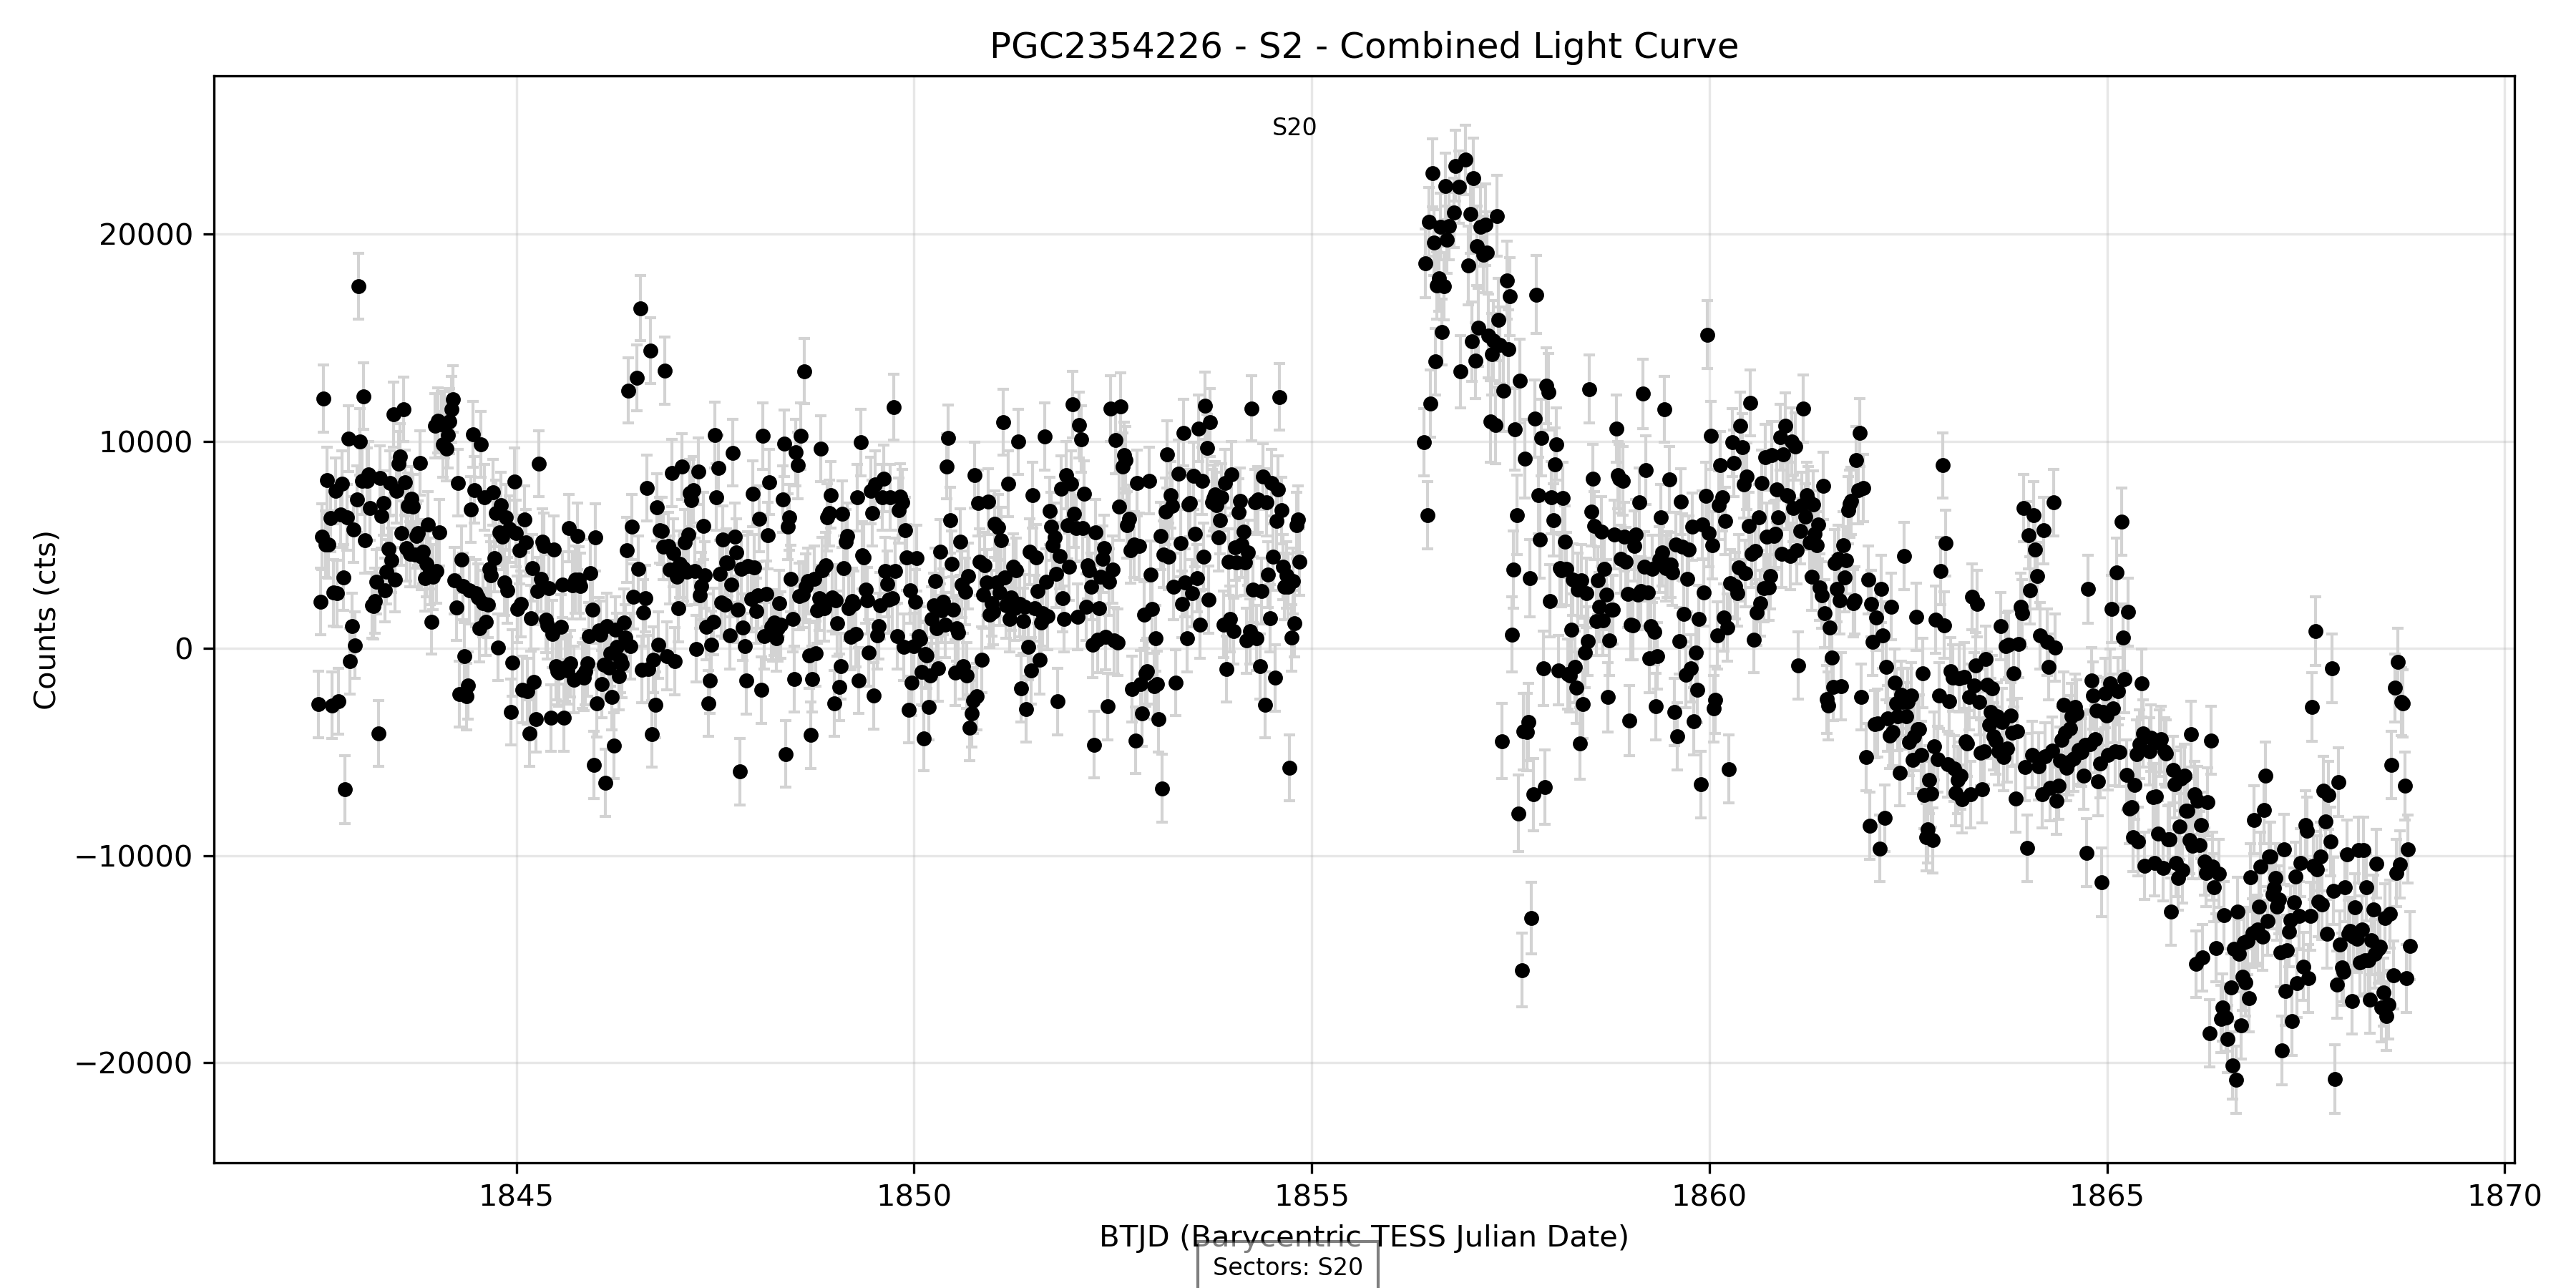 PGC2354226 - S2 - Combined Light Curve
S20
20000
10000
0
−10000
−20000
Counts (cts)
1845
1850
1855
1860
1865
1870
BTJD (Barycentric TESS Julian Date)
Sectors: S20